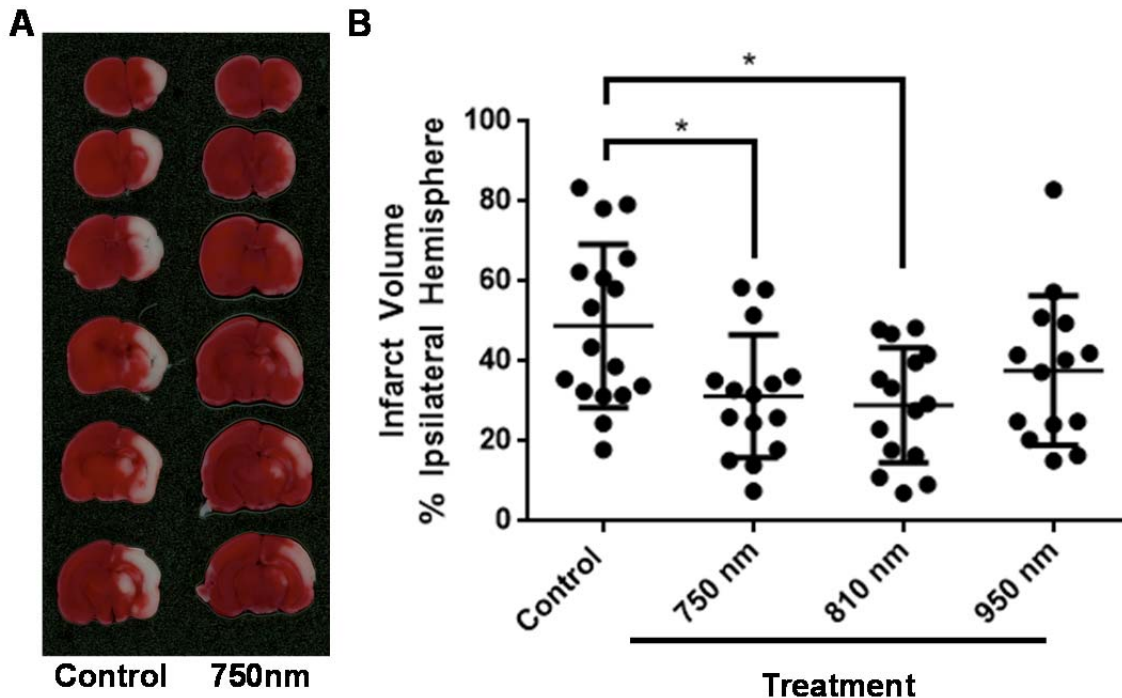 A
B
Control 750nm
Infarct Volume
% Ipsilateral Hemisphere
100
80
60
40
20
0
*
*
Control
750 nm
810 nm
950 nm
Treatment